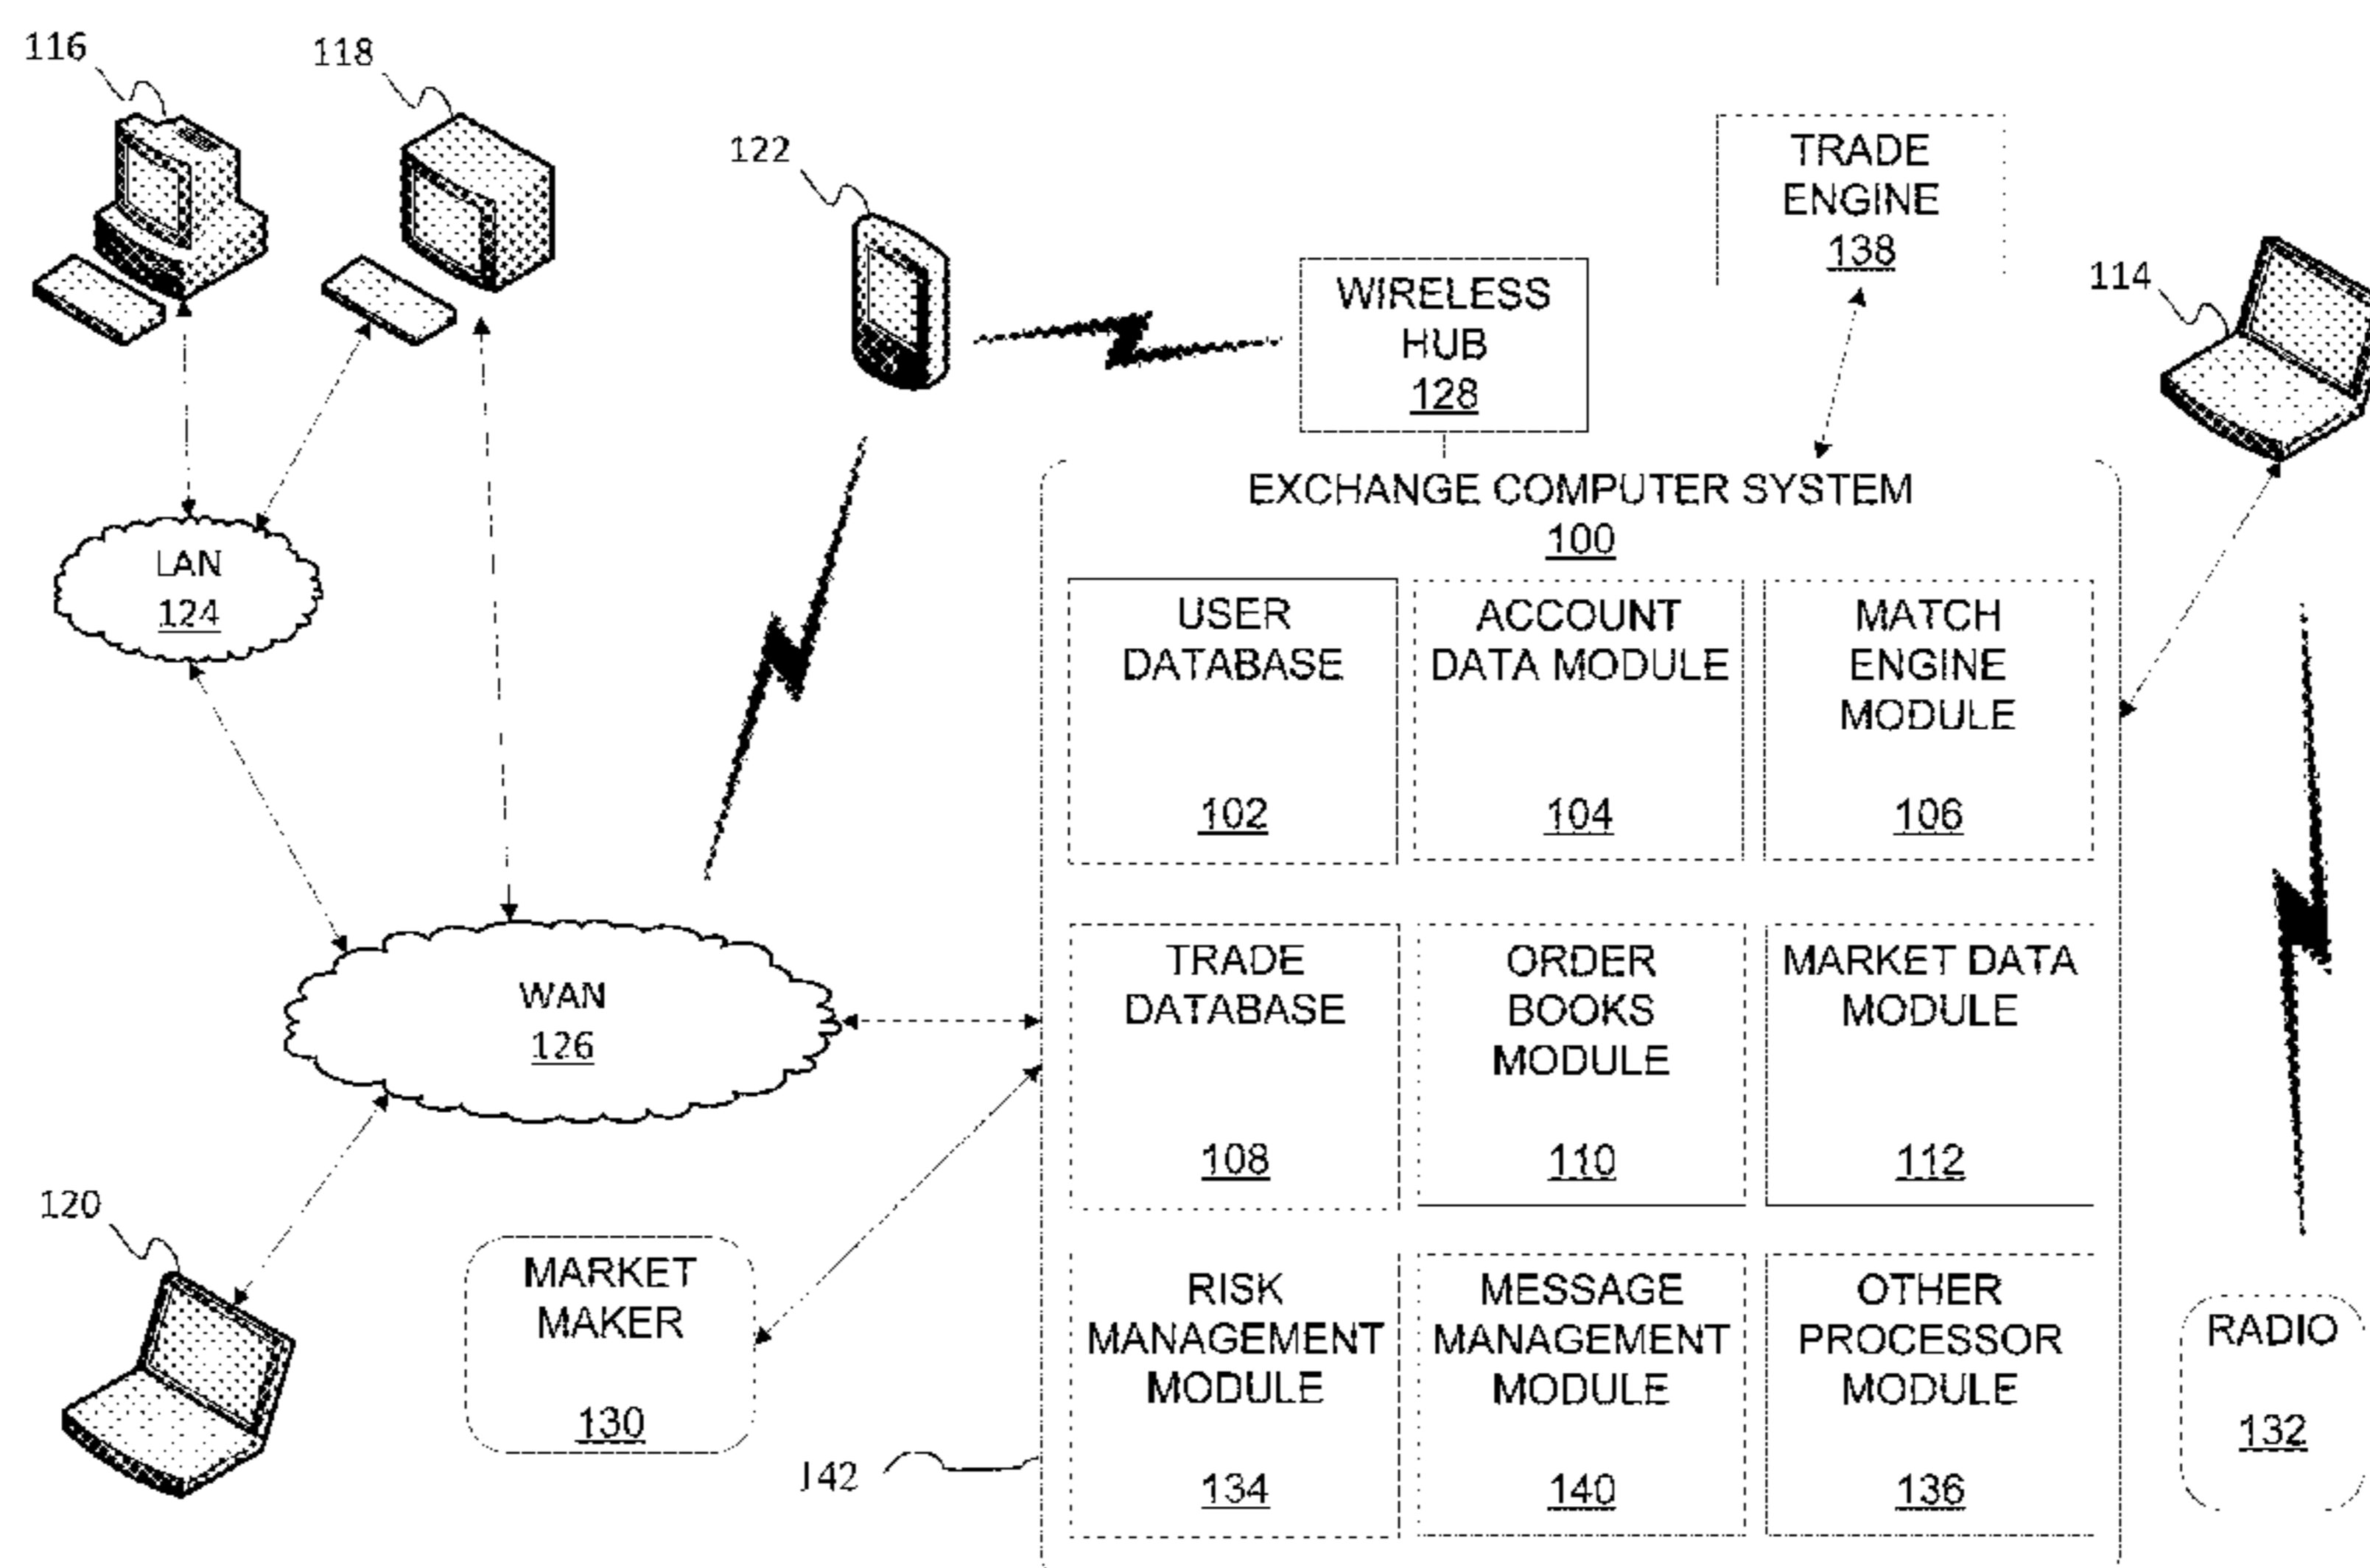 116
118
122
TRADE
ENGINE
138
WIRELESS
HUB
128
114
EXCHANGE COMPUTER SYSTEM
100
LAN
124
USER
DATABASE
102
ACCOUNT
DATA MODULE
104
MATCH
ENGINE
MODULE
106
WAN
126
TRADE
DATABASE
108
ORDER
BOOKS
MODULE
110
MARKET DATA
MODULE
112
120
MARKET
MAKER
130
RISK
MANAGEMENT
MODULE
134
MESSAGE
MANAGEMENT
MODULE
140
OTHER
PROCESSOR
MODULE
136
RADIO
132
142